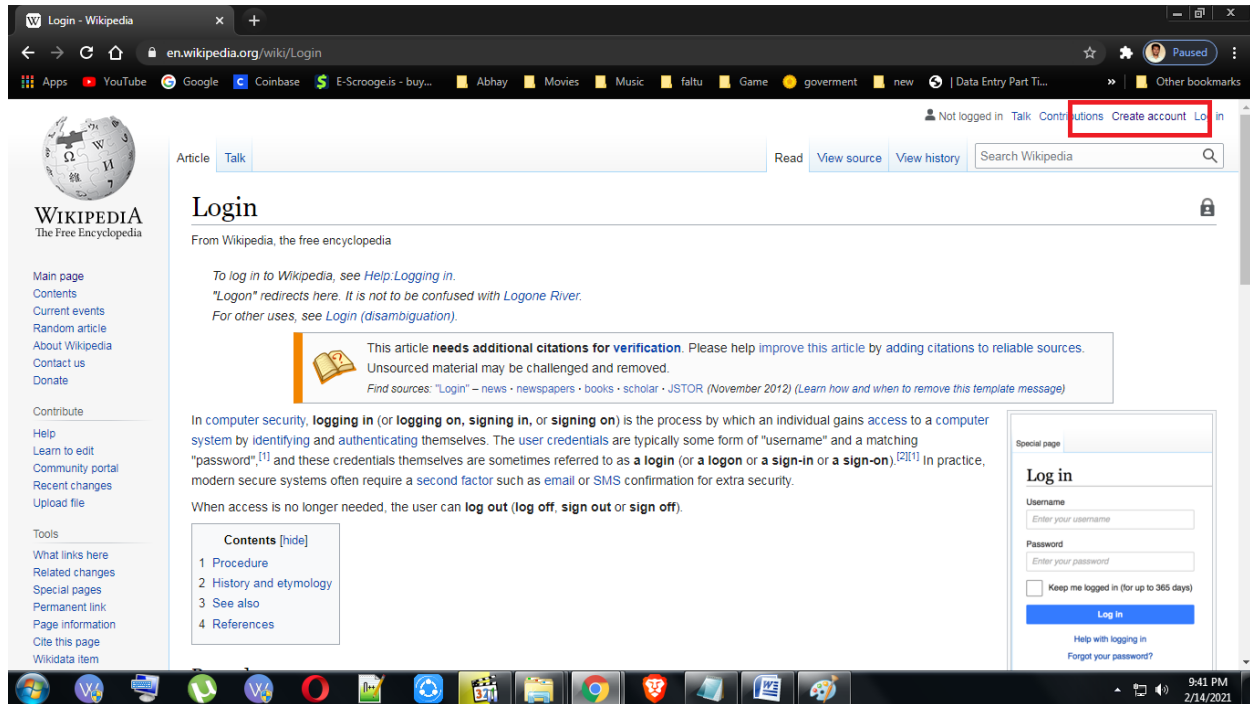 Login - Wikipedia
en.wikipedia.org/wiki/Login
Paused
Apps YouTube Google Coinbase E-Scrooge.is - buy... Abhay Movies Music faltu Game goverment new | Data Entry Part Ti... » Other bookmarks
Not logged in Talk Contributions Create account Log in
Article Talk Read View source View history Search Wikipedia
WIKIPEDIA
The Free Encyclopedia
Main page
Contents
Current events
Random article
About Wikipedia
Contact us
Donate
Contribute
Help
Learn to edit
Community portal
Recent changes
Upload file
Tools
What links here
Related changes
Special pages
Permanent link
Page information
Cite this page
Wikidata item
Login
From Wikipedia, the free encyclopedia
To log in to Wikipedia, see Help:Logging in.
"Logon" redirects here. It is not to be confused with Logone River.
For other uses, see Login (disambiguation).
This article needs additional citations for verification. Please help improve this article by adding citations to reliable sources.
Unsourced material may be challenged and removed.
Find sources: "Login" – news · newspapers · books · scholar · JSTOR (November 2012) (Learn how and when to remove this template message)
In computer security, logging in (or logging on, signing in, or signing on) is the process by which an individual gains access to a computer
system by identifying and authenticating themselves. The user credentials are typically some form of "username" and a matching
"password",[1] and these credentials themselves are sometimes referred to as a login (or a logon or a sign-in or a sign-on).[2][1] In practice,
modern secure systems often require a second factor such as email or SMS confirmation for extra security.
When access is no longer needed, the user can log out (log off, sign out or sign off).
Contents [hide]
1 Procedure
2 History and etymology
3 See also
4 References
Special page
Log in
Username
Enter your username
Password
Enter your password
Keep me logged in (for up to 365 days)
Log in
Help with logging in
Forgot your password?
9:41 PM
2/14/2021